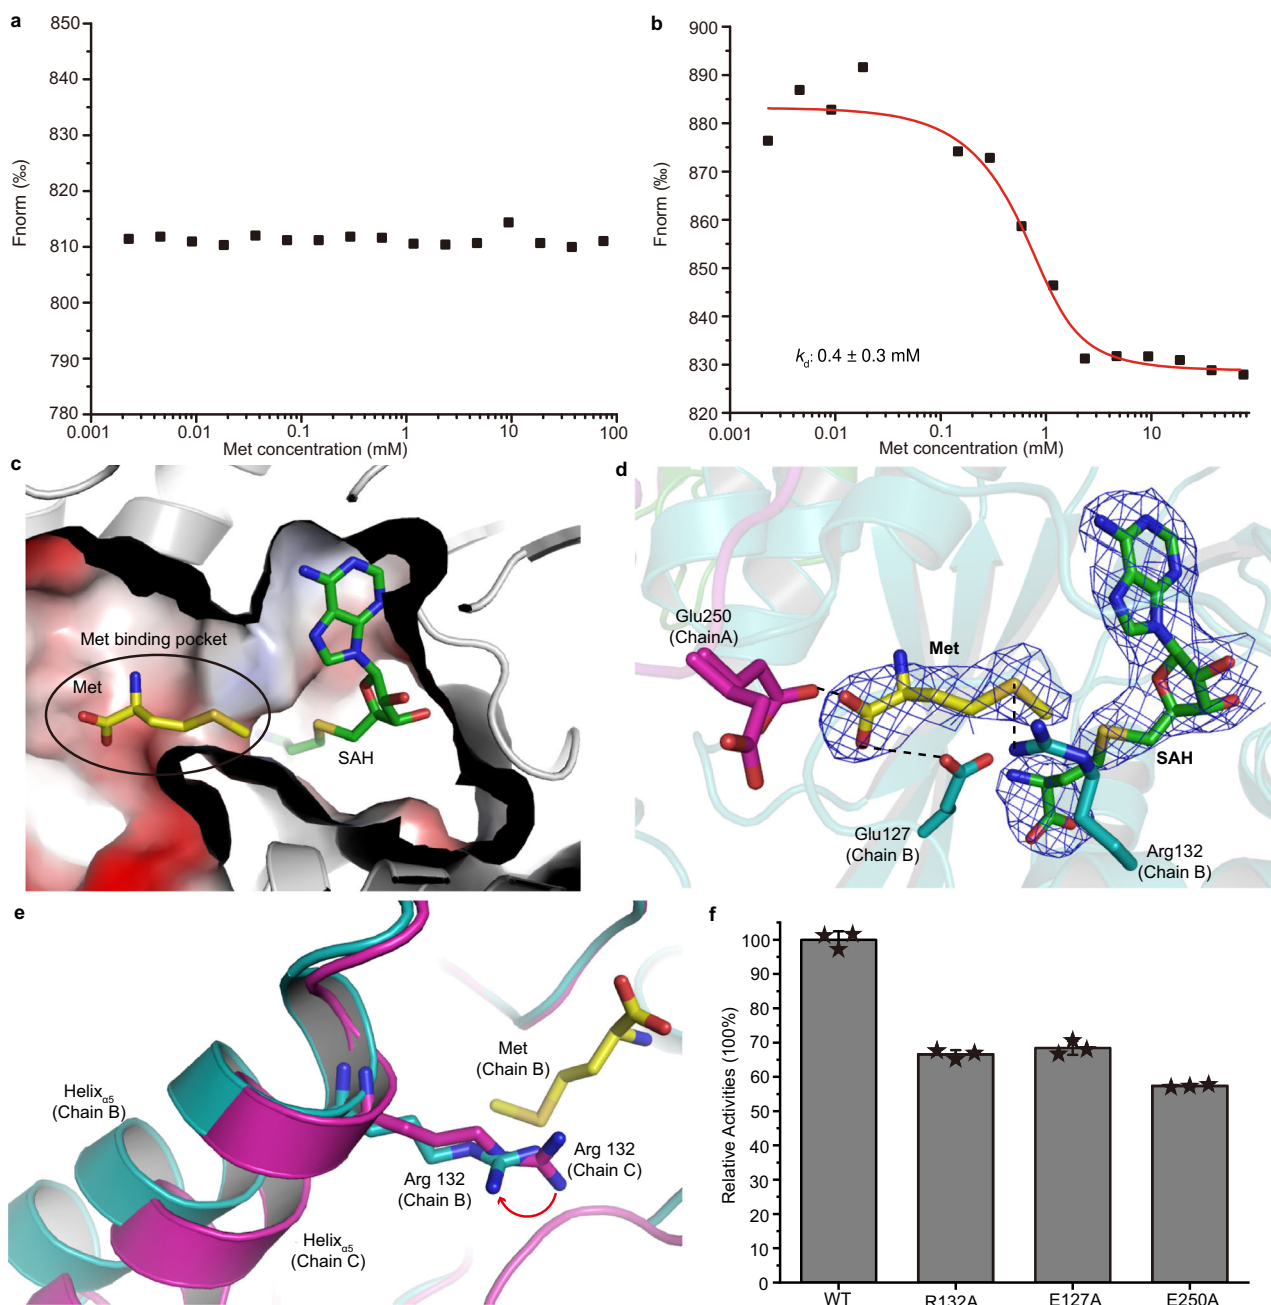 a
850
840
830
820
810
800
790
780
Fnorm (‰)
0.001
0.01
0.1
1
10
100
Met concentration (mM)
b
900
890
880
870
860
850
840
830
820
Fnorm (‰)
kd: 0.4 ± 0.3 mM
0.001
0.01
0.1
1
10
Met concentration (mM)
c
Met binding pocket
Met
SAH
d
Glu250
(ChainA)
Met
SAH
Glu127
(Chain B)
Arg132
(Chain B)
e
Met
(Chain B)
Helixα5
(Chain B)
Arg 132
(Chain B)
Arg 132
(Chain C)
Helixα5
(Chain C)
f
100
90
80
70
60
50
40
30
20
10
0
Relative Activities (100%)
WT
R132A
E127A
E250A